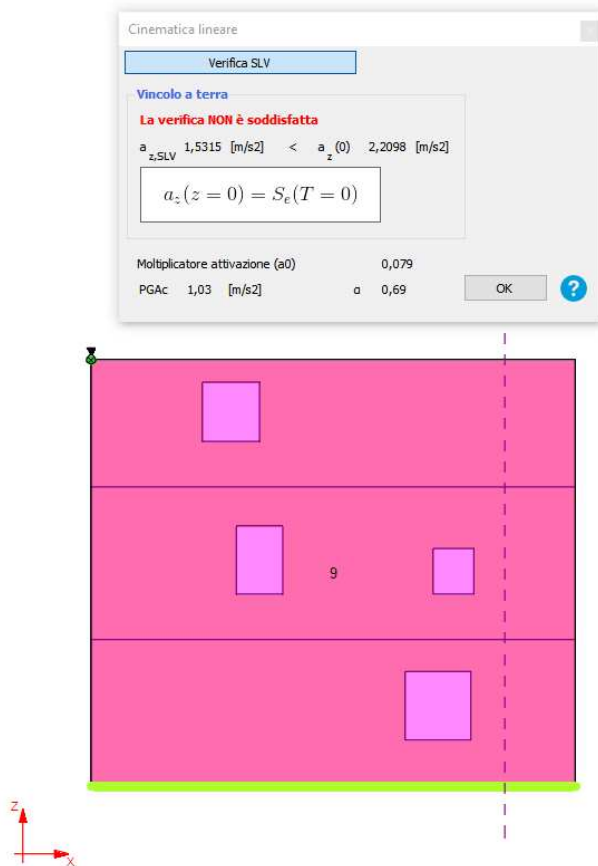 Cinematica lineare
Verifica SLV
Vincolo a terra
La verifica NON è soddisfatta
a z,SLV 1,5315 [m/s2] < a z (0) 2,2098 [m/s2]
a_z(z = 0) = S_e(T = 0)
Moltiplicatore attivazione (a0) 0,079
PGAc 1,03 [m/s2] α 0,69 OK ?
9
Z
X